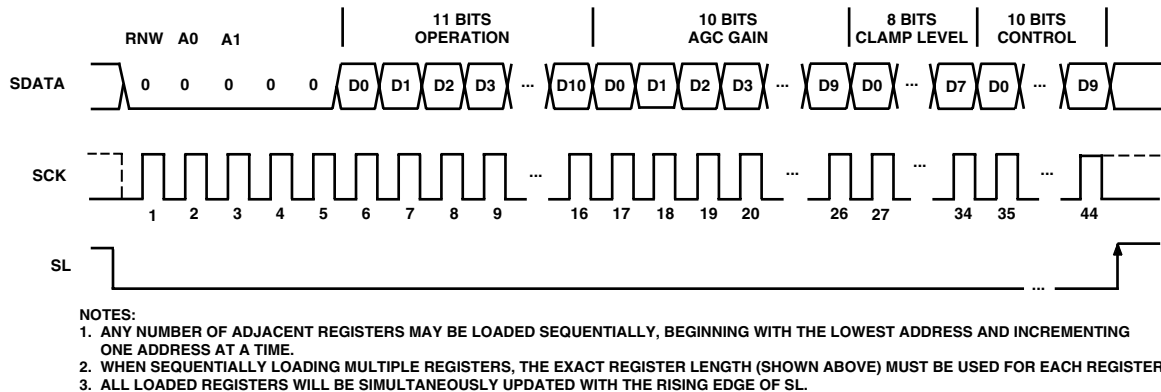 11 BITS
OPERATION
10 BITS
AGC GAIN
8 BITS
CLAMP LEVEL
10 BITS
CONTROL
RNW A0 A1
SDATA 0 0 0 0 0 D0 D1 D2 D3 ... D10 D0 D1 D2 D3 ... D9 D0 ... D7 D0 ... D9
SCK ... ... ... ...
1 2 3 4 5 6 7 8 9 16 17 18 19 20 26 27 34 35 44
SL ...
NOTES:
1. ANY NUMBER OF ADJACENT REGISTERS MAY BE LOADED SEQUENTIALLY, BEGINNING WITH THE LOWEST ADDRESS AND INCREMENTING
ONE ADDRESS AT A TIME.
2. WHEN SEQUENTIALLY LOADING MULTIPLE REGISTERS, THE EXACT REGISTER LENGTH (SHOWN ABOVE) MUST BE USED FOR EACH REGISTER
3. ALL LOADED REGISTERS WILL BE SIMULTANEOUSLY UPDATED WITH THE RISING EDGE OF SL.